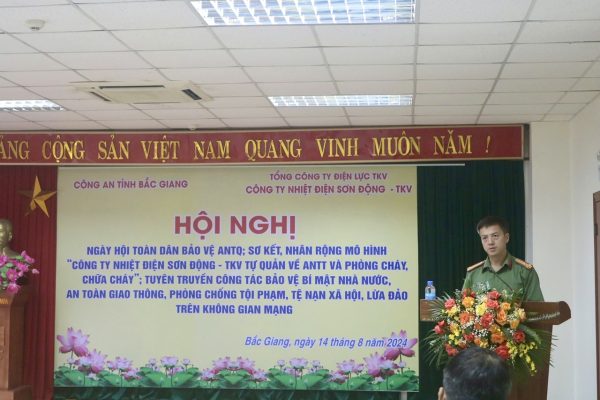 ẢNG CỘNG SẢN VIỆT NAM QUANG VINH MUÔN NĂM !
CÔNG AN TỈNH BẮC GIANG
TỔNG CÔNG TY ĐIỆN LỰC TKV
CÔNG TY NHIỆT ĐIỆN SƠN ĐỘNG - TKV
HỘI NGHỊ
NGÀY HỘI TOÀN DÂN BẢO VỆ ANTQ; SƠ KẾT, NHÂN RỘNG MÔ HÌNH
"CÔNG TY NHIỆT ĐIỆN SƠN ĐỘNG - TKV TỰ QUẢN VỀ ANTT VÀ PHÒNG CHÁY,
CHỮA CHÁY"; TUYÊN TRUYỀN CÔNG TÁC BẢO VỆ BÍ MẬT NHÀ NƯỚC,
AN TOÀN GIAO THÔNG, PHÒNG CHỐNG TỘI PHẠM, TỆ NẠN XÃ HỘI, LỪA ĐẢO
TRÊN KHÔNG GIAN MẠNG
Bắc Giang, ngày 14 tháng 8 năm 2024